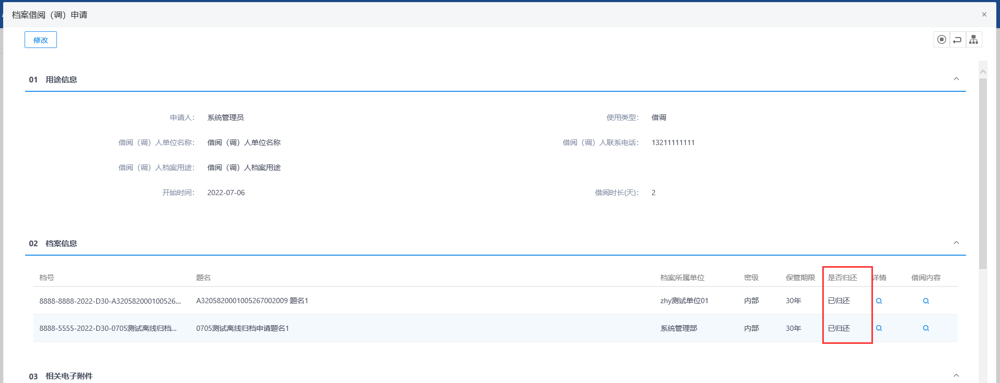 档案借阅（调）申请
修改
01 用途信息
申请人： 系统管理员 使用类型： 借调
借阅（调）人单位名称： 借阅（调）人单位名称 借阅（调）人联系电话： 13211111111
借阅（调）人档案用途： 借阅（调）人档案用途
开始时间： 2022-07-06 借阅时长(天)： 2
02 档案信息
档号 题名 档案所属单位 密级 保管期限 是否归还 详情 借阅内容
8888-8888-2022-D30-A32058200010052​6... A3205820001005267002009 题名1 zhy测试单位01 内部 30年 已归还
8888-5555-2022-D30-0705测试离线归档... 0705测试离线归档申请题名1 系统管理部 内部 30年 已归还
03 相关电子附件